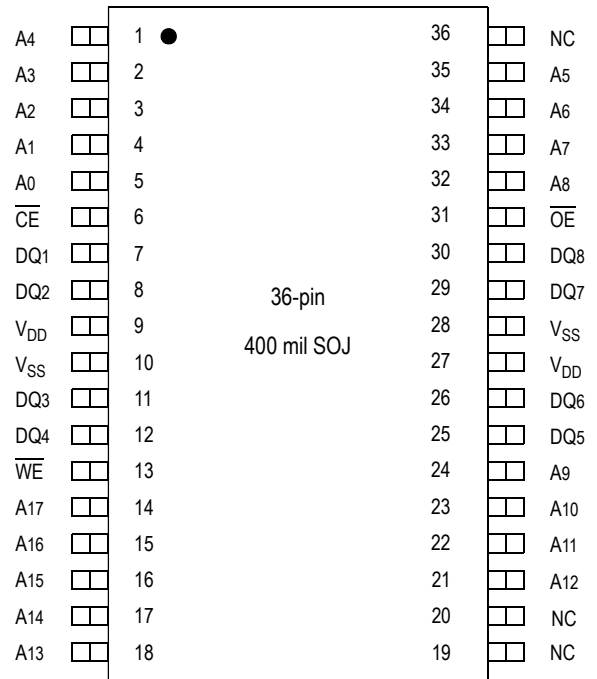 A4 1 36 NC
A3 2 35 A5
A2 3 34 A6
A1 4 33 A7
A0 5 32 A8
C̅E̅ 6 31 O̅E̅
DQ1 7 30 DQ8
DQ2 8 29 DQ7
36-pin
VDD 9 28 VSS
400 mil SOJ
VSS 10 27 VDD
DQ3 11 26 DQ6
DQ4 12 25 DQ5
W̅E̅ 13 24 A9
A17 14 23 A10
A16 15 22 A11
A15 16 21 A12
A14 17 20 NC
A13 18 19 NC